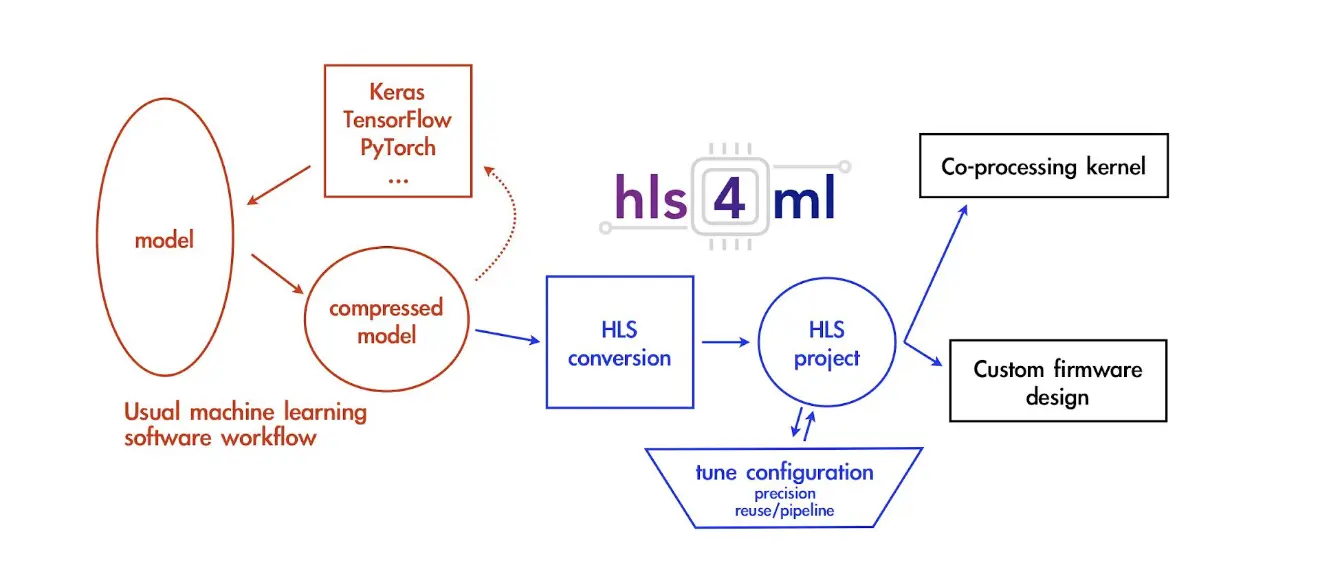 Keras
TensorFlow
PyTorch
...
model
compressed
model
Usual machine learning
software workflow
hls 4 ml
HLS
conversion
HLS
project
tune configuration
precision
reuse/pipeline
Co-processing kernel
Custom firmware
design